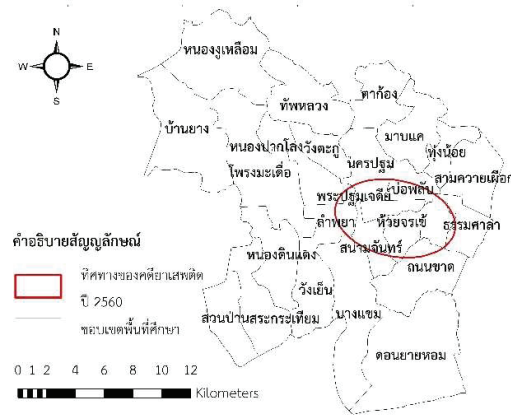 N
W E
S
หนองงูเหลือม
ทัพหลวง
ตาก้อง
บ้านยาง
มาบแค
หนองปากโลง
วังตะกู
ทุ่งน้อย
นครปฐม
โพรงมะเดื่อ
สามควายเผือก
บ่อพลับ
พระปฐมเจดีย์
ลำพยา
ห้วยจรเข้
ธรรมศาลา
สนามจันทร์
หนองดินแดง
ถนนขาด
วังเย็น
สวนป่าน
สระกระเทียม
บางแขม
ดอนยายหอม
คำอธิบายสัญญลักษณ์
ทิศทางของคดียาเสพติด
ปี 2560
ขอบเขตพื้นที่ศึกษา
0 1 2 4 6 8 10 12
Kilometers